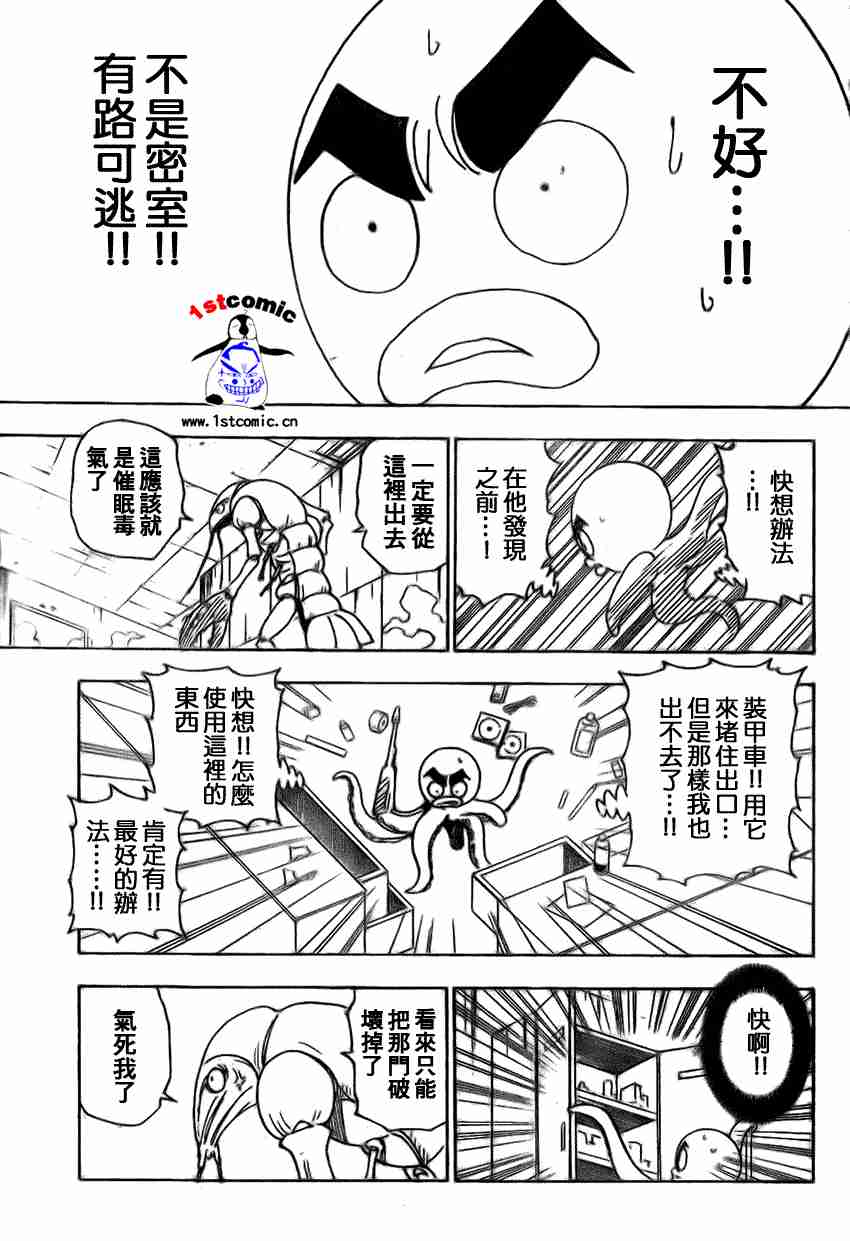 不好…!!
不是密室!!
有路可逃!!
1stcomic
www.1stcomic.cn
快想辦法
…!!
在他發現
之前…!
一定要從
這裡出去
這應該就
是催眠毒
氣了
裝甲車!!用它
來堵住出口…
但是那樣我也
出不去了…!!
快想!!怎麼
使用這裡的
東西
肯定有!!
最好的辦
法……!!
快啊!!
看來只能
把那門破
壞掉了
氣死我了